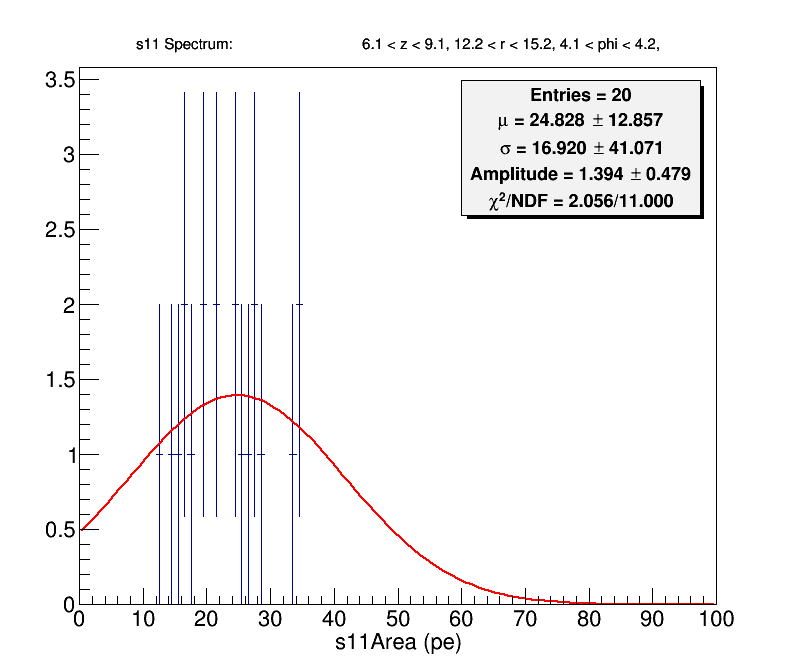 s11 Spectrum: 6.1 < z < 9.1, 12.2 < r < 15.2, 4.1 < phi < 4.2,
Entries = 20
μ = 24.828 ± 12.857
σ = 16.920 ± 41.071
Amplitude = 1.394 ± 0.479
χ²/NDF = 2.056/11.000
3.5
3
2.5
2
1.5
1
0.5
0
0 10 20 30 40 50 60 70 80 90 100
s11Area (pe)